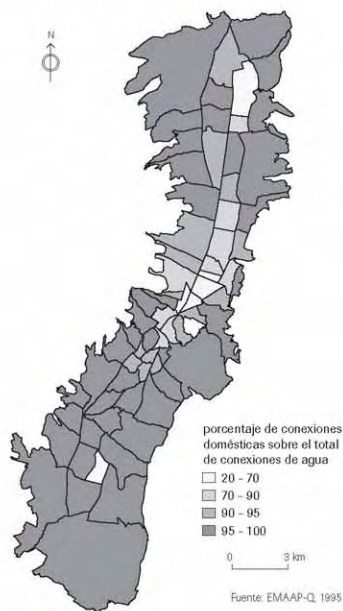 N
porcentaje de conexiones
domésticas sobre el total
de conexiones de agua
20 - 70
70 - 90
90 - 95
95 - 100
0 3 km
Fuente: EMAAP-Q, 1995